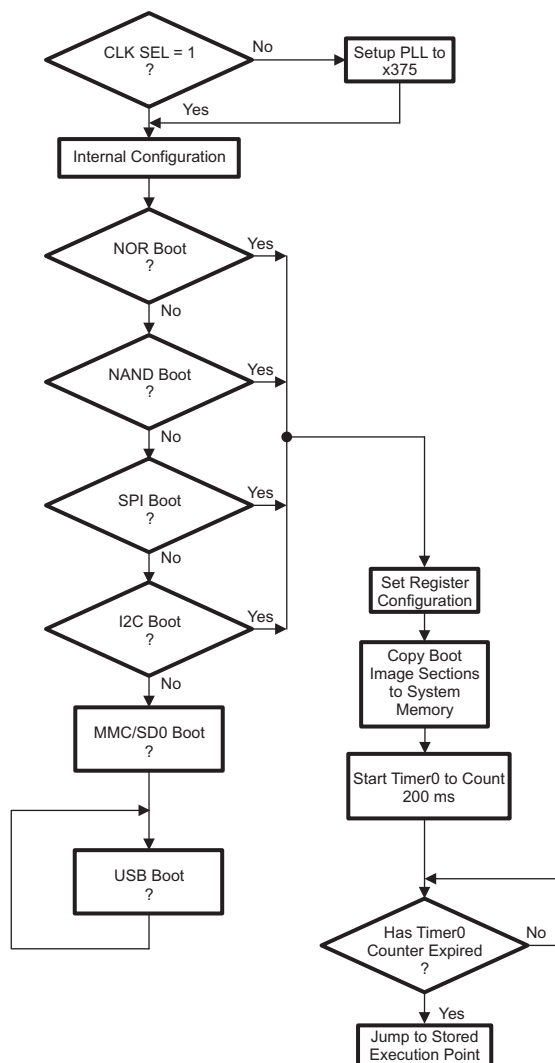 CLK SEL = 1
?
No
Setup PLL to
x375
Yes
Internal Configuration
NOR Boot
?
Yes
No
NAND Boot
?
Yes
No
SPI Boot
?
Yes
No
I2C Boot
?
Yes
No
MMC/SD0 Boot
?
USB Boot
?
Set Register
Configuration
Copy Boot
Image Sections
to System
Memory
Start Timer0 to Count
200 ms
Has Timer0
Counter Expired
?
No
Yes
Jump to Stored
Execution Point